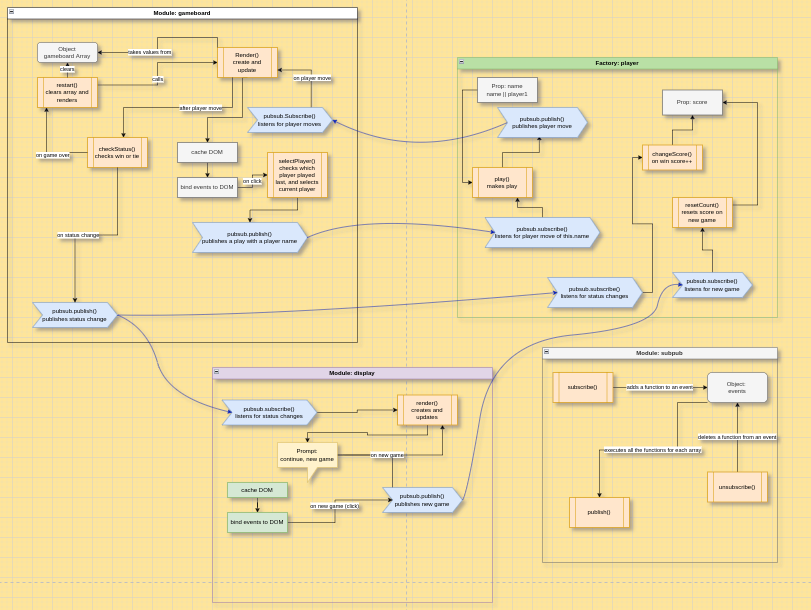 Module: gameboard
Object
gameboard Array
takes values from
Render()
create and
update
clears
calls
restart()
clears array and
renders
on player move
after player move
pubsub.Subscribe()
listens for player moves
checkStatus()
checks win or tie
on game over
cache DOM
bind events to DOM
on click
selectPlayer()
checks which
player played
last, and selects
current player
pubsub.publish()
publishes a play with a player name
on status change
pubsub.publish()
publishes status change
Factory: player
Prop: name
name || player1
Prop: score
pubsub.publish()
publishes player move
changeScore()
on win score++
play()
makes play
resetCount()
resets score on
new game
pubsub.subscribe()
listens for player move of this.name
pubsub.subscribe()
listens for status changes
pubsub.subscribe()
listens for new game
Module: display
pubsub.subscribe()
listens for status changes
render()
creates and
updates
Prompt:
continue, new game
on new game
cache DOM
bind events to DOM
on new game (click)
pubsub.publish()
publishes new game
Module: subpub
subscribe()
adds a function to an event
Object:
events
deletes a function from an event
executes all the functions for each array
unsubscribe()
publish()